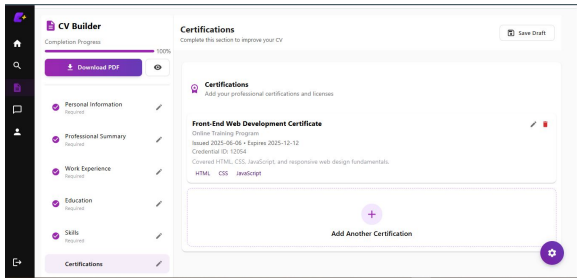 CV Builder
Completion Progress
100%
Download PDF
Personal Information
Required
Professional Summary
Required
Work Experience
Required
Education
Required
Skills
Required
Certifications
Certifications
Complete this section to improve your CV
Save Draft
Certifications
Add your professional certifications and licenses
Front-End Web Development Certificate
Online Training Program
Issued 2025-06-06 • Expires 2025-12-12
Credential ID: 12054
Covered HTML, CSS, JavaScript, and responsive web design fundamentals.
HTML CSS JavaScript
Add Another Certification